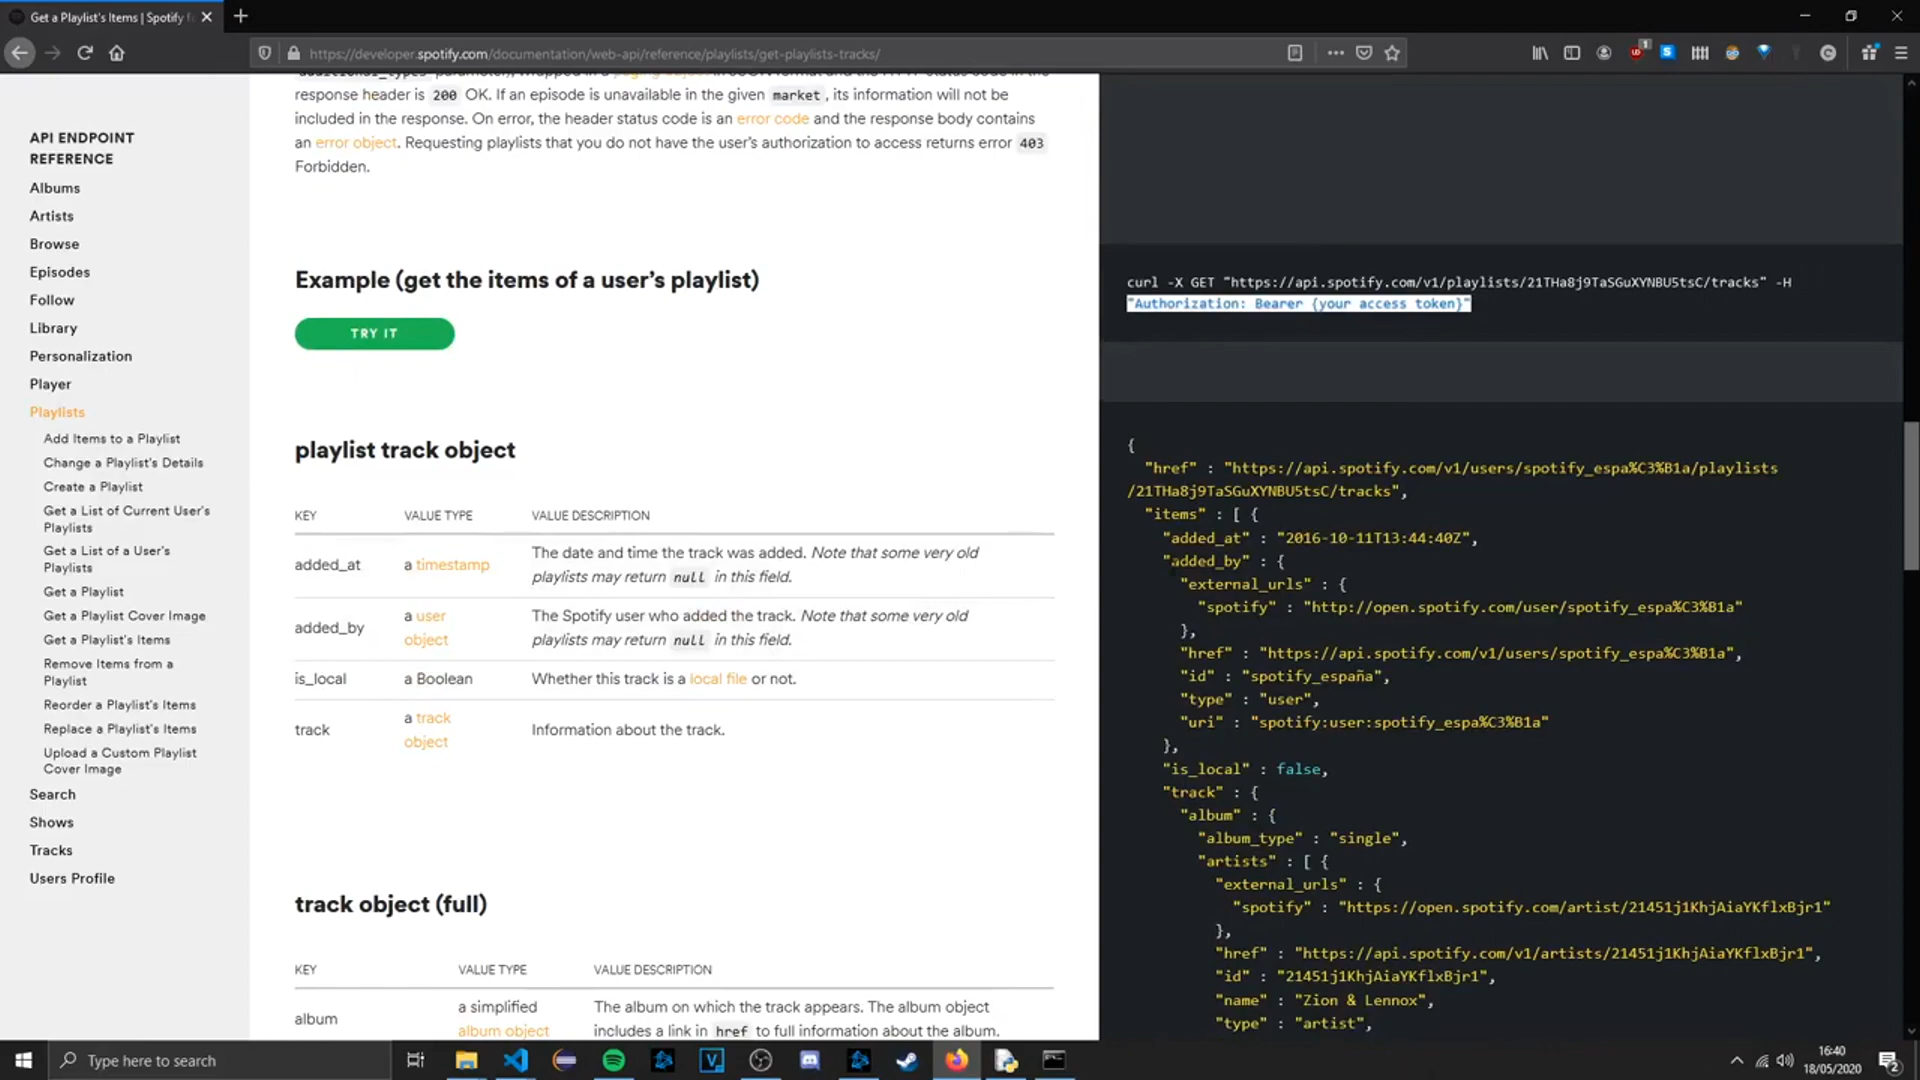 Get a Playlist's Items | Spotify f
https://developer.spotify.com/documentation/web-api/reference/playlists/get-playlists-tracks/
1
API ENDPOINT
REFERENCE
Albums
Artists
Browse
Episodes
Follow
Library
Personalization
Player
Playlists
Add Items to a Playlist
Change a Playlist's Details
Create a Playlist
Get a List of Current User's
Playlists
Get a List of a User's
Playlists
Get a Playlist
Get a Playlist Cover Image
Get a Playlist's Items
Remove Items from a
Playlist
Reorder a Playlist's Items
Replace a Playlist's Items
Upload a Custom Playlist
Cover Image
Search
Shows
Tracks
Users Profile
response header is 200 OK. If an episode is unavailable in the given market, its information will not be
included in the response. On error, the header status code is an error code and the response body contains
an error object. Requesting playlists that you do not have the user's authorization to access returns error 403
Forbidden.
Example (get the items of a user's playlist)
TRY IT
playlist track object
KEY VALUE TYPE VALUE DESCRIPTION
added_at a timestamp The date and time the track was added. Note that some very old
playlists may return null in this field.
added_by a user
object The Spotify user who added the track. Note that some very old
playlists may return null in this field.
is_local a Boolean Whether this track is a local file or not.
track a track
object Information about the track.
track object (full)
KEY VALUE TYPE VALUE DESCRIPTION
album a simplified
album object The album on which the track appears. The album object
includes a link in href to full information about the album.
curl -X GET "https://api.spotify.com/v1/playlists/21THa8j9TaSGuXYNBU5tsC/tracks" -H
"Authorization: Bearer {your access token}"
{
"href" : "https://api.spotify.com/v1/users/spotify_espa%C3%B1a/playlists
/21THa8j9TaSGuXYNBU5tsC/tracks",
"items" : [ {
"added_at" : "2016-10-11T13:44:40Z",
"added_by" : {
"external_urls" : {
"spotify" : "http://open.spotify.com/user/spotify_espa%C3%B1a"
},
"href" : "https://api.spotify.com/v1/users/spotify_espa%C3%B1a",
"id" : "spotify_españa",
"type" : "user",
"uri" : "spotify:user:spotify_espa%C3%B1a"
},
"is_local" : false,
"track" : {
"album" : {
"album_type" : "single",
"artists" : [ {
"external_urls" : {
"spotify" : "https://open.spotify.com/artist/21451j1KhjAiaYKflxBjr1"
},
"href" : "https://api.spotify.com/v1/artists/21451j1KhjAiaYKflxBjr1",
"id" : "21451j1KhjAiaYKflxBjr1",
"name" : "Zion & Lennox",
"type" : "artist",
Type here to search
16:40
18/05/2020
2